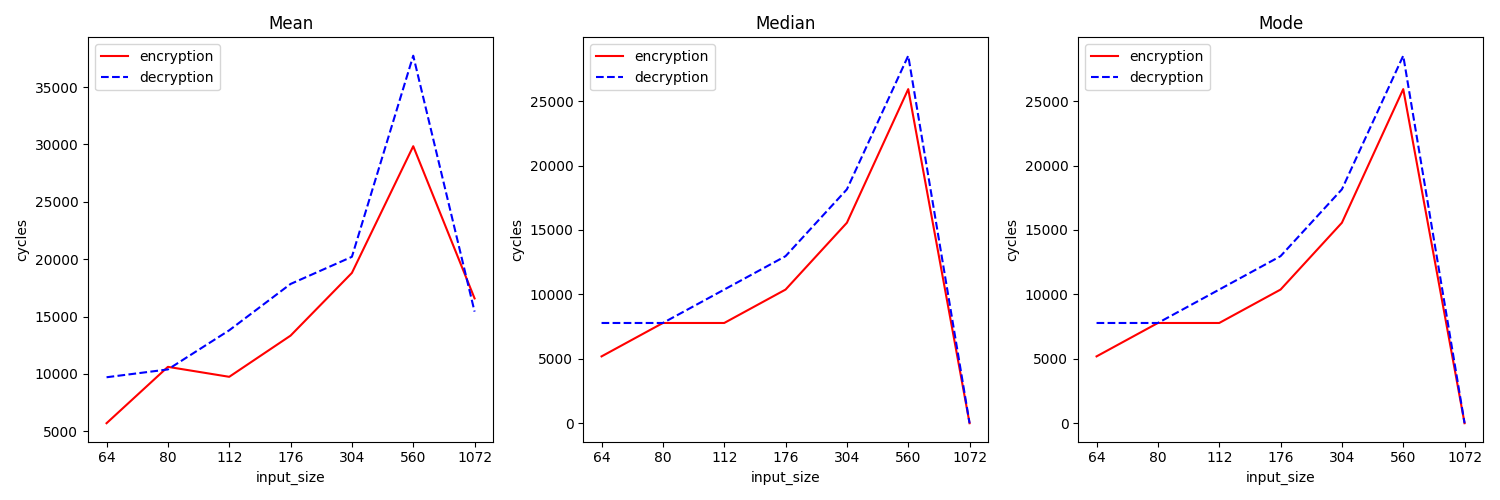 Mean
encryption
decryption
35000
30000
25000
20000
15000
10000
5000
cycles
64 80 112 176 304 560 1072
input_size
Median
encryption
decryption
25000
20000
15000
10000
5000
0
cycles
64 80 112 176 304 560 1072
input_size
Mode
encryption
decryption
25000
20000
15000
10000
5000
0
cycles
64 80 112 176 304 560 1072
input_size